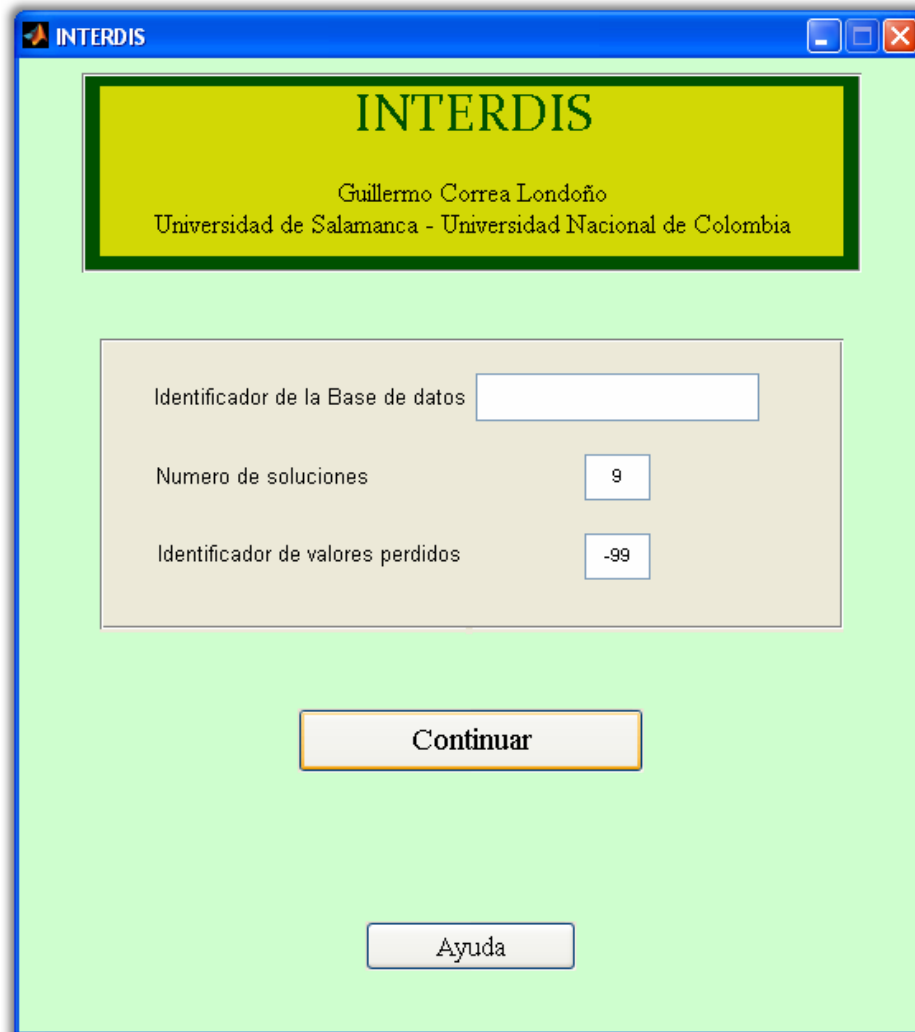 INTERDIS
INTERDIS
Guillermo Correa Londoño
Universidad de Salamanca - Universidad Nacional de Colombia
Identificador de la Base de datos
Numero de soluciones 9
Identificador de valores perdidos -99
Continuar
Ayuda